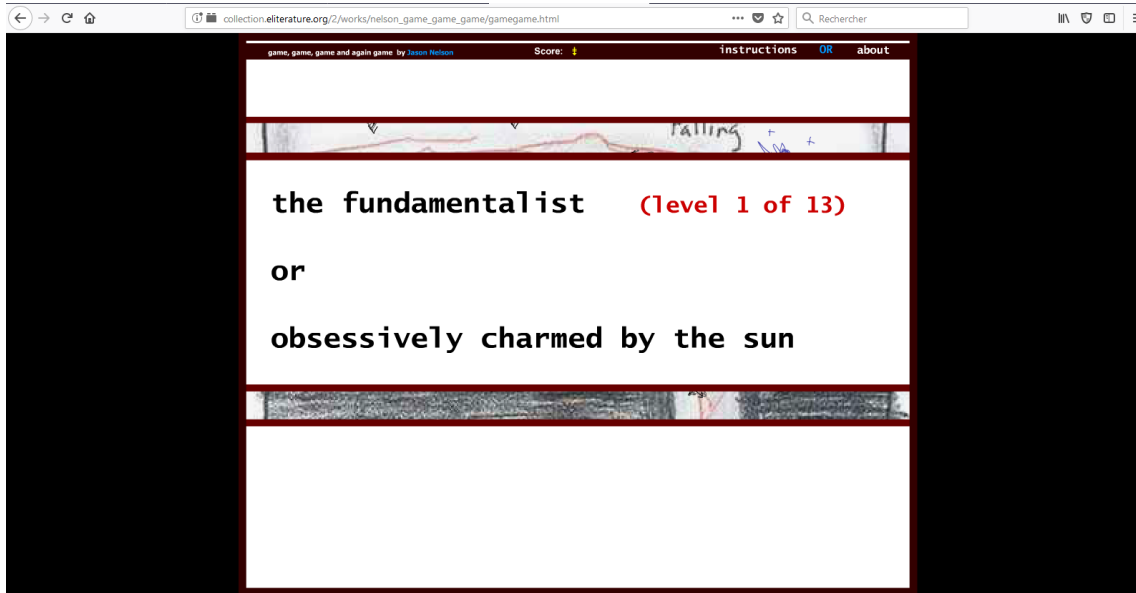 collection.eliterature.org/2/works/nelson_game_game_game/gamegame.html
Rechercher
game, game, game and again game by Jason Nelson Score: instructions OR about
falling
the fundamentalist (level 1 of 13)
or
obsessively charmed by the sun